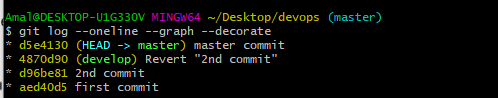 Amal@DESKTOP-U1G33OV MINGW64 ~/Desktop/devops (master)
$ git log --oneline --graph --decorate
* d5e4130 (HEAD -> master) master commit
* 4870d90 (develop) Revert "2nd commit"
* d96be81 2nd commit
* aed40d5 first commit